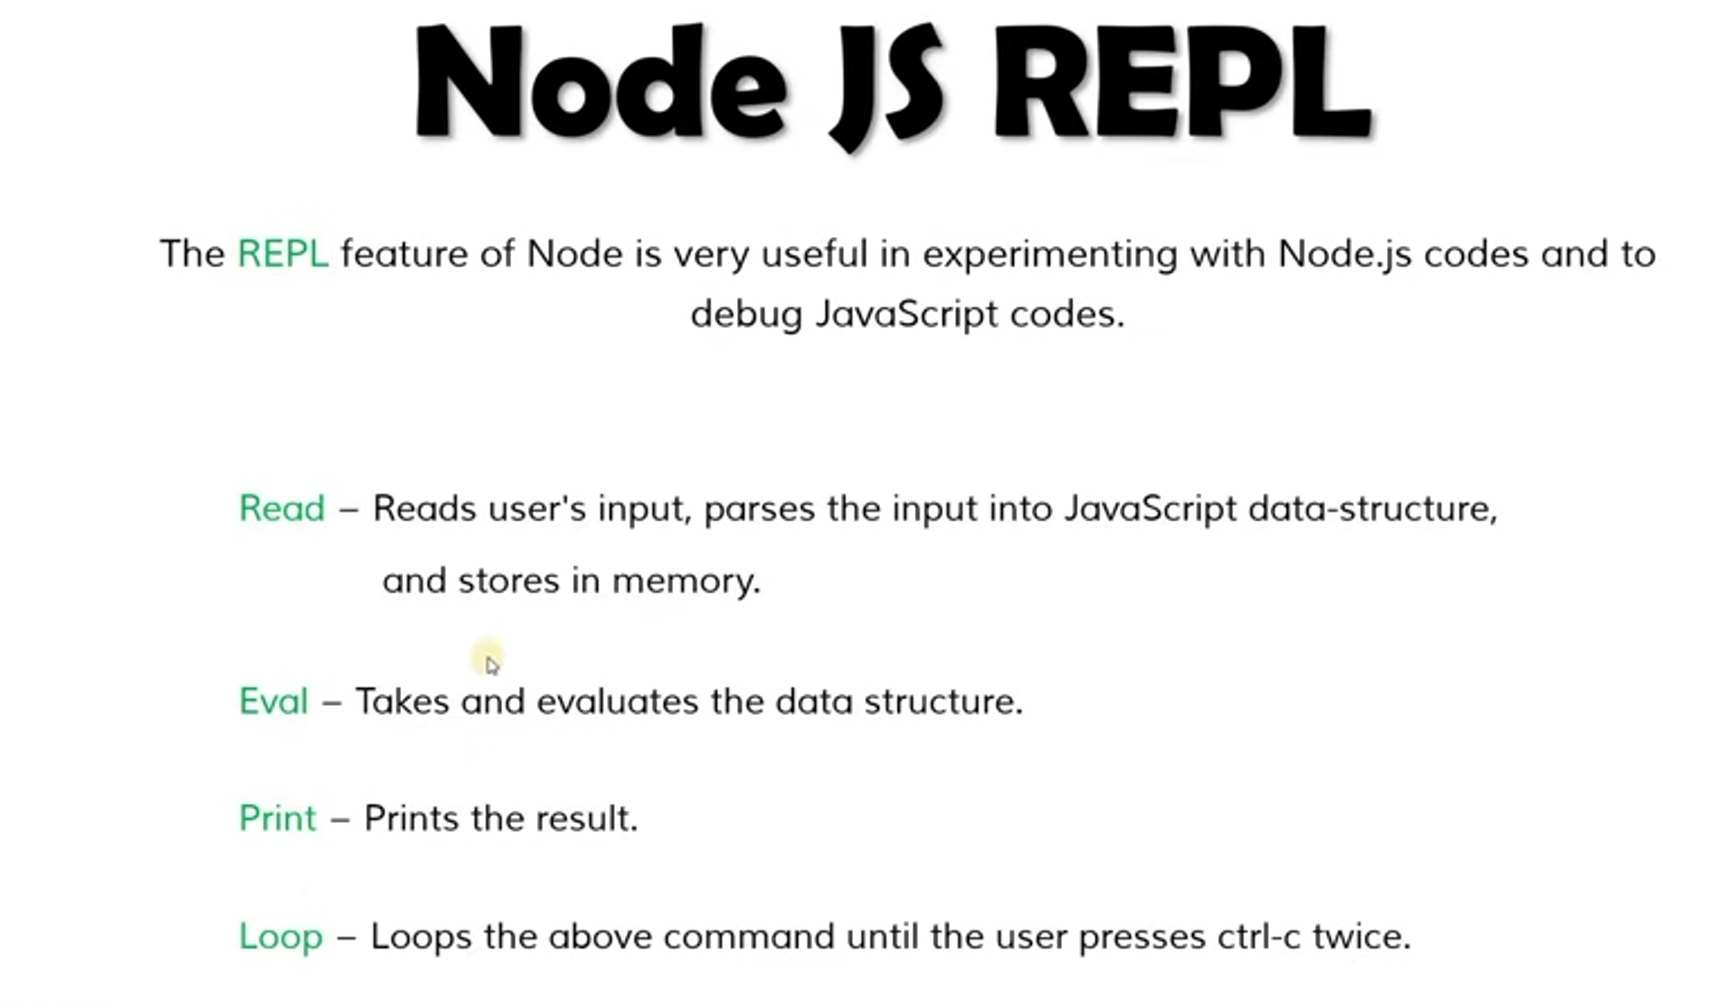 Node JS REPL
The REPL feature of Node is very useful in experimenting with Node.js codes and to
debug JavaScript codes.
Read – Reads user's input, parses the input into JavaScript data-structure,
and stores in memory.
Eval – Takes and evaluates the data structure.
Print – Prints the result.
Loop – Loops the above command until the user presses ctrl-c twice.